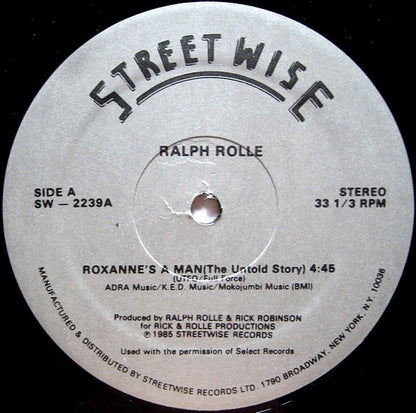 STREETWISE
RALPH ROLLE
SIDE A
SW — 2239A
STEREO
33 1/3 RPM
ROXANNE'S A MAN(The Untold Story) 4:45
(UTFO/Full Force)
ADRA Music/K.E.D. Music/Mokojumbi Music (BMI)
Produced by RALPH ROLLE & RICK ROBINSON
for RICK & ROLLE PRODUCTIONS
Ⓟ 1985 STREETWISE RECORDS
Used with the permission of Select Records
MANUFACTURED & DISTRIBUTED BY STREETWISE RECORDS LTD. 1790 BROADWAY, NEW YORK, N.Y. 10036